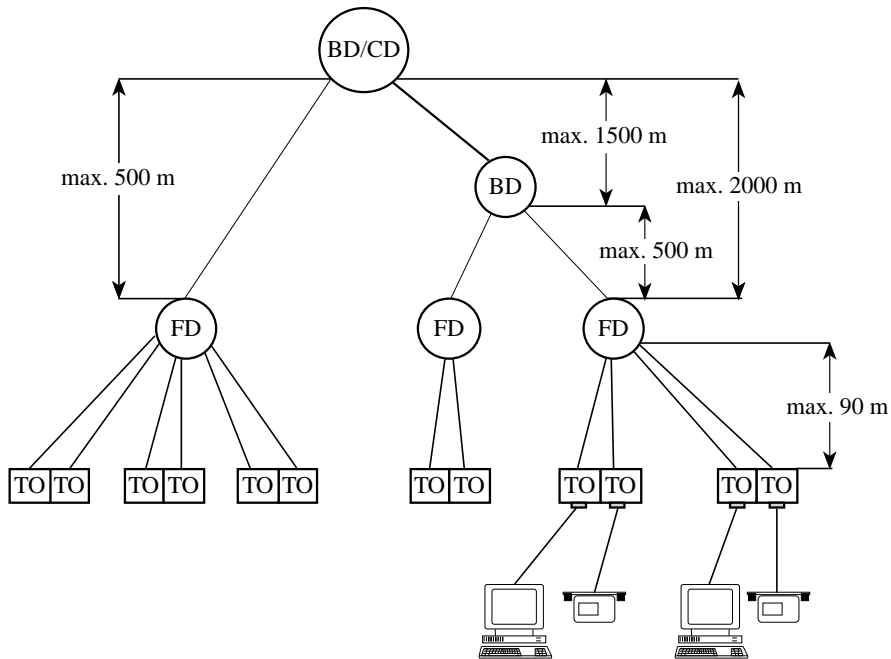 BD/CD
max. 1500 m
max. 500 m
BD
max. 2000 m
max. 500 m
FD
FD
FD
max. 90 m
TO TO
TO TO
TO TO
TO TO
TO TO
TO TO